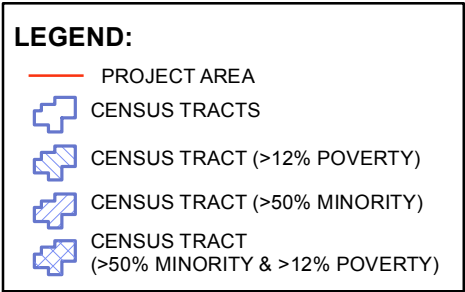 LEGEND:
PROJECT AREA
CENSUS TRACTS
CENSUS TRACT (>12% POVERTY)
CENSUS TRACT (>50% MINORITY)
CENSUS TRACT
(>50% MINORITY & >12% POVERTY)